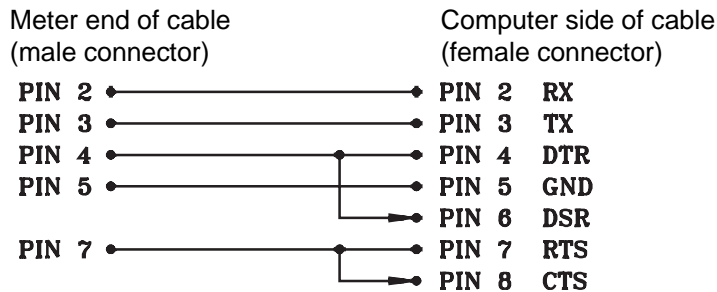 Meter end of cable Computer side of cable
(male connector) (female connector)
PIN 2 PIN 2 RX
PIN 3 PIN 3 TX
PIN 4 PIN 4 DTR
PIN 5 PIN 5 GND
PIN 6 DSR
PIN 7 PIN 7 RTS
PIN 8 CTS